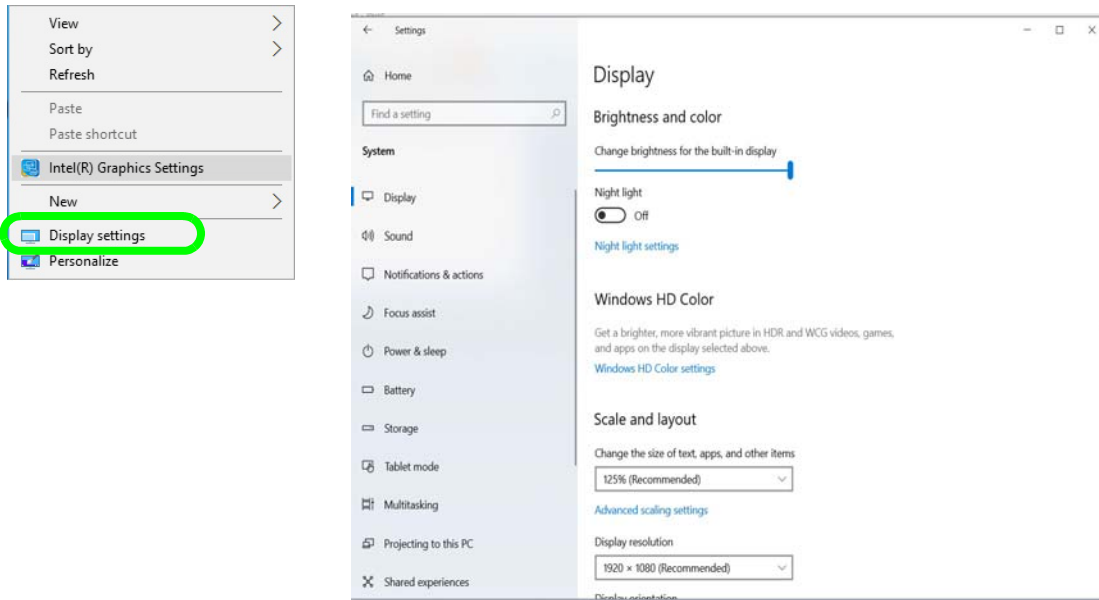 View
Sort by
Refresh
Paste
Paste shortcut
Intel(R) Graphics Settings
New
Display settings
Personalize
Settings
Home
Find a setting
System
Display
Sound
Notifications & actions
Focus assist
Power & sleep
Battery
Storage
Tablet mode
Multitasking
Projecting to this PC
Shared experiences
Display
Brightness and color
Change brightness for the built-in display
Night light
Off
Night light settings
Windows HD Color
Get a brighter, more vibrant picture in HDR and WCG videos, games,
and apps on the display selected above.
Windows HD Color settings
Scale and layout
Change the size of text, apps, and other items
125% (Recommended)
Advanced scaling settings
Display resolution
1920 × 1080 (Recommended)
Display orientation